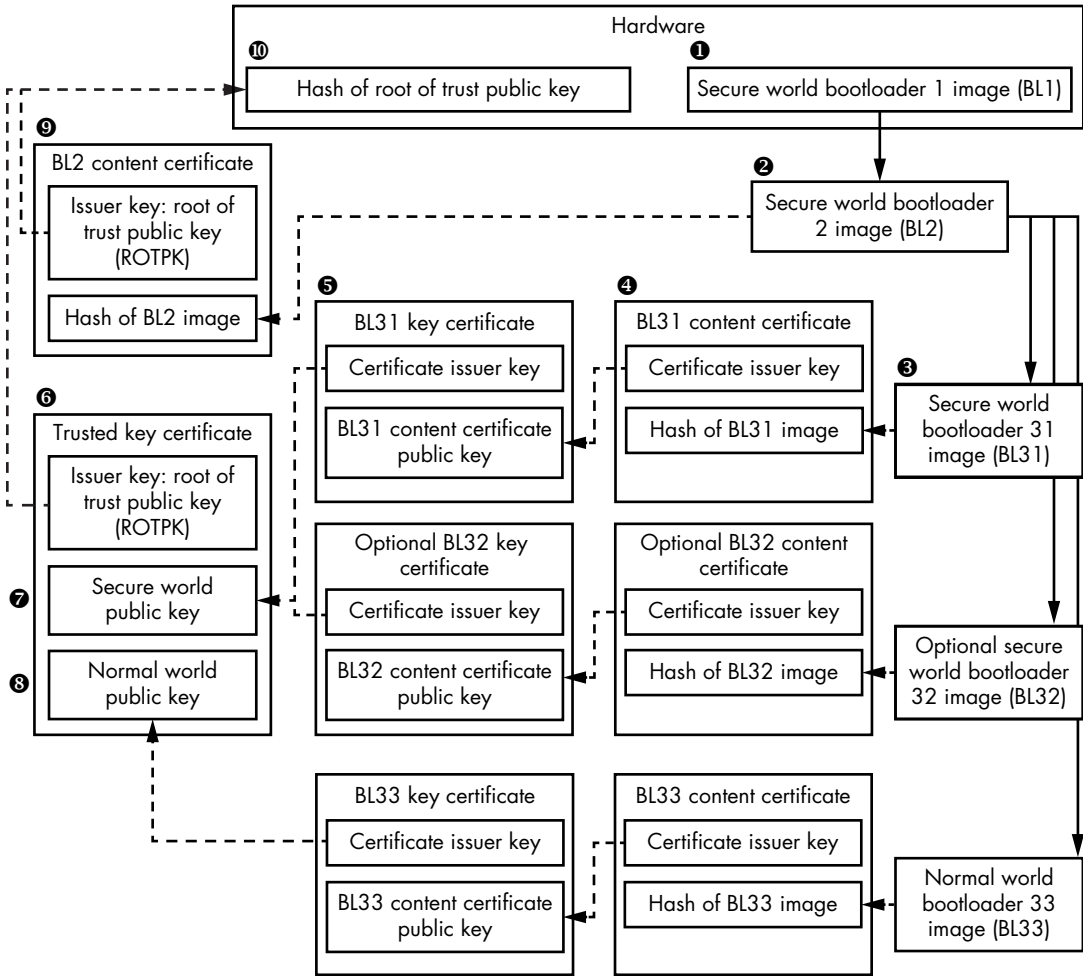 Hardware
❿
❶
Hash of root of trust public key
Secure world bootloader 1 image (BL1)
❾
BL2 content certificate
Issuer key: root of
trust public key
(ROTPK)
Hash of BL2 image
❷
Secure world bootloader
2 image (BL2)
❺
BL31 key certificate
Certificate issuer key
BL31 content certificate
public key
❹
BL31 content certificate
Certificate issuer key
Hash of BL31 image
❸
Secure world
bootloader 31
image (BL31)
❻
Trusted key certificate
Issuer key: root of
trust public key
(ROTPK)
❼
Secure world
public key
❽
Normal world
public key
Optional BL32 key
certificate
Certificate issuer key
BL32 content certificate
public key
Optional BL32 content
certificate
Certificate issuer key
Hash of BL32 image
Optional secure
world bootloader
32 image (BL32)
BL33 key certificate
Certificate issuer key
BL33 content certificate
public key
BL33 content certificate
Certificate issuer key
Hash of BL33 image
Normal world
bootloader 33
image (BL33)